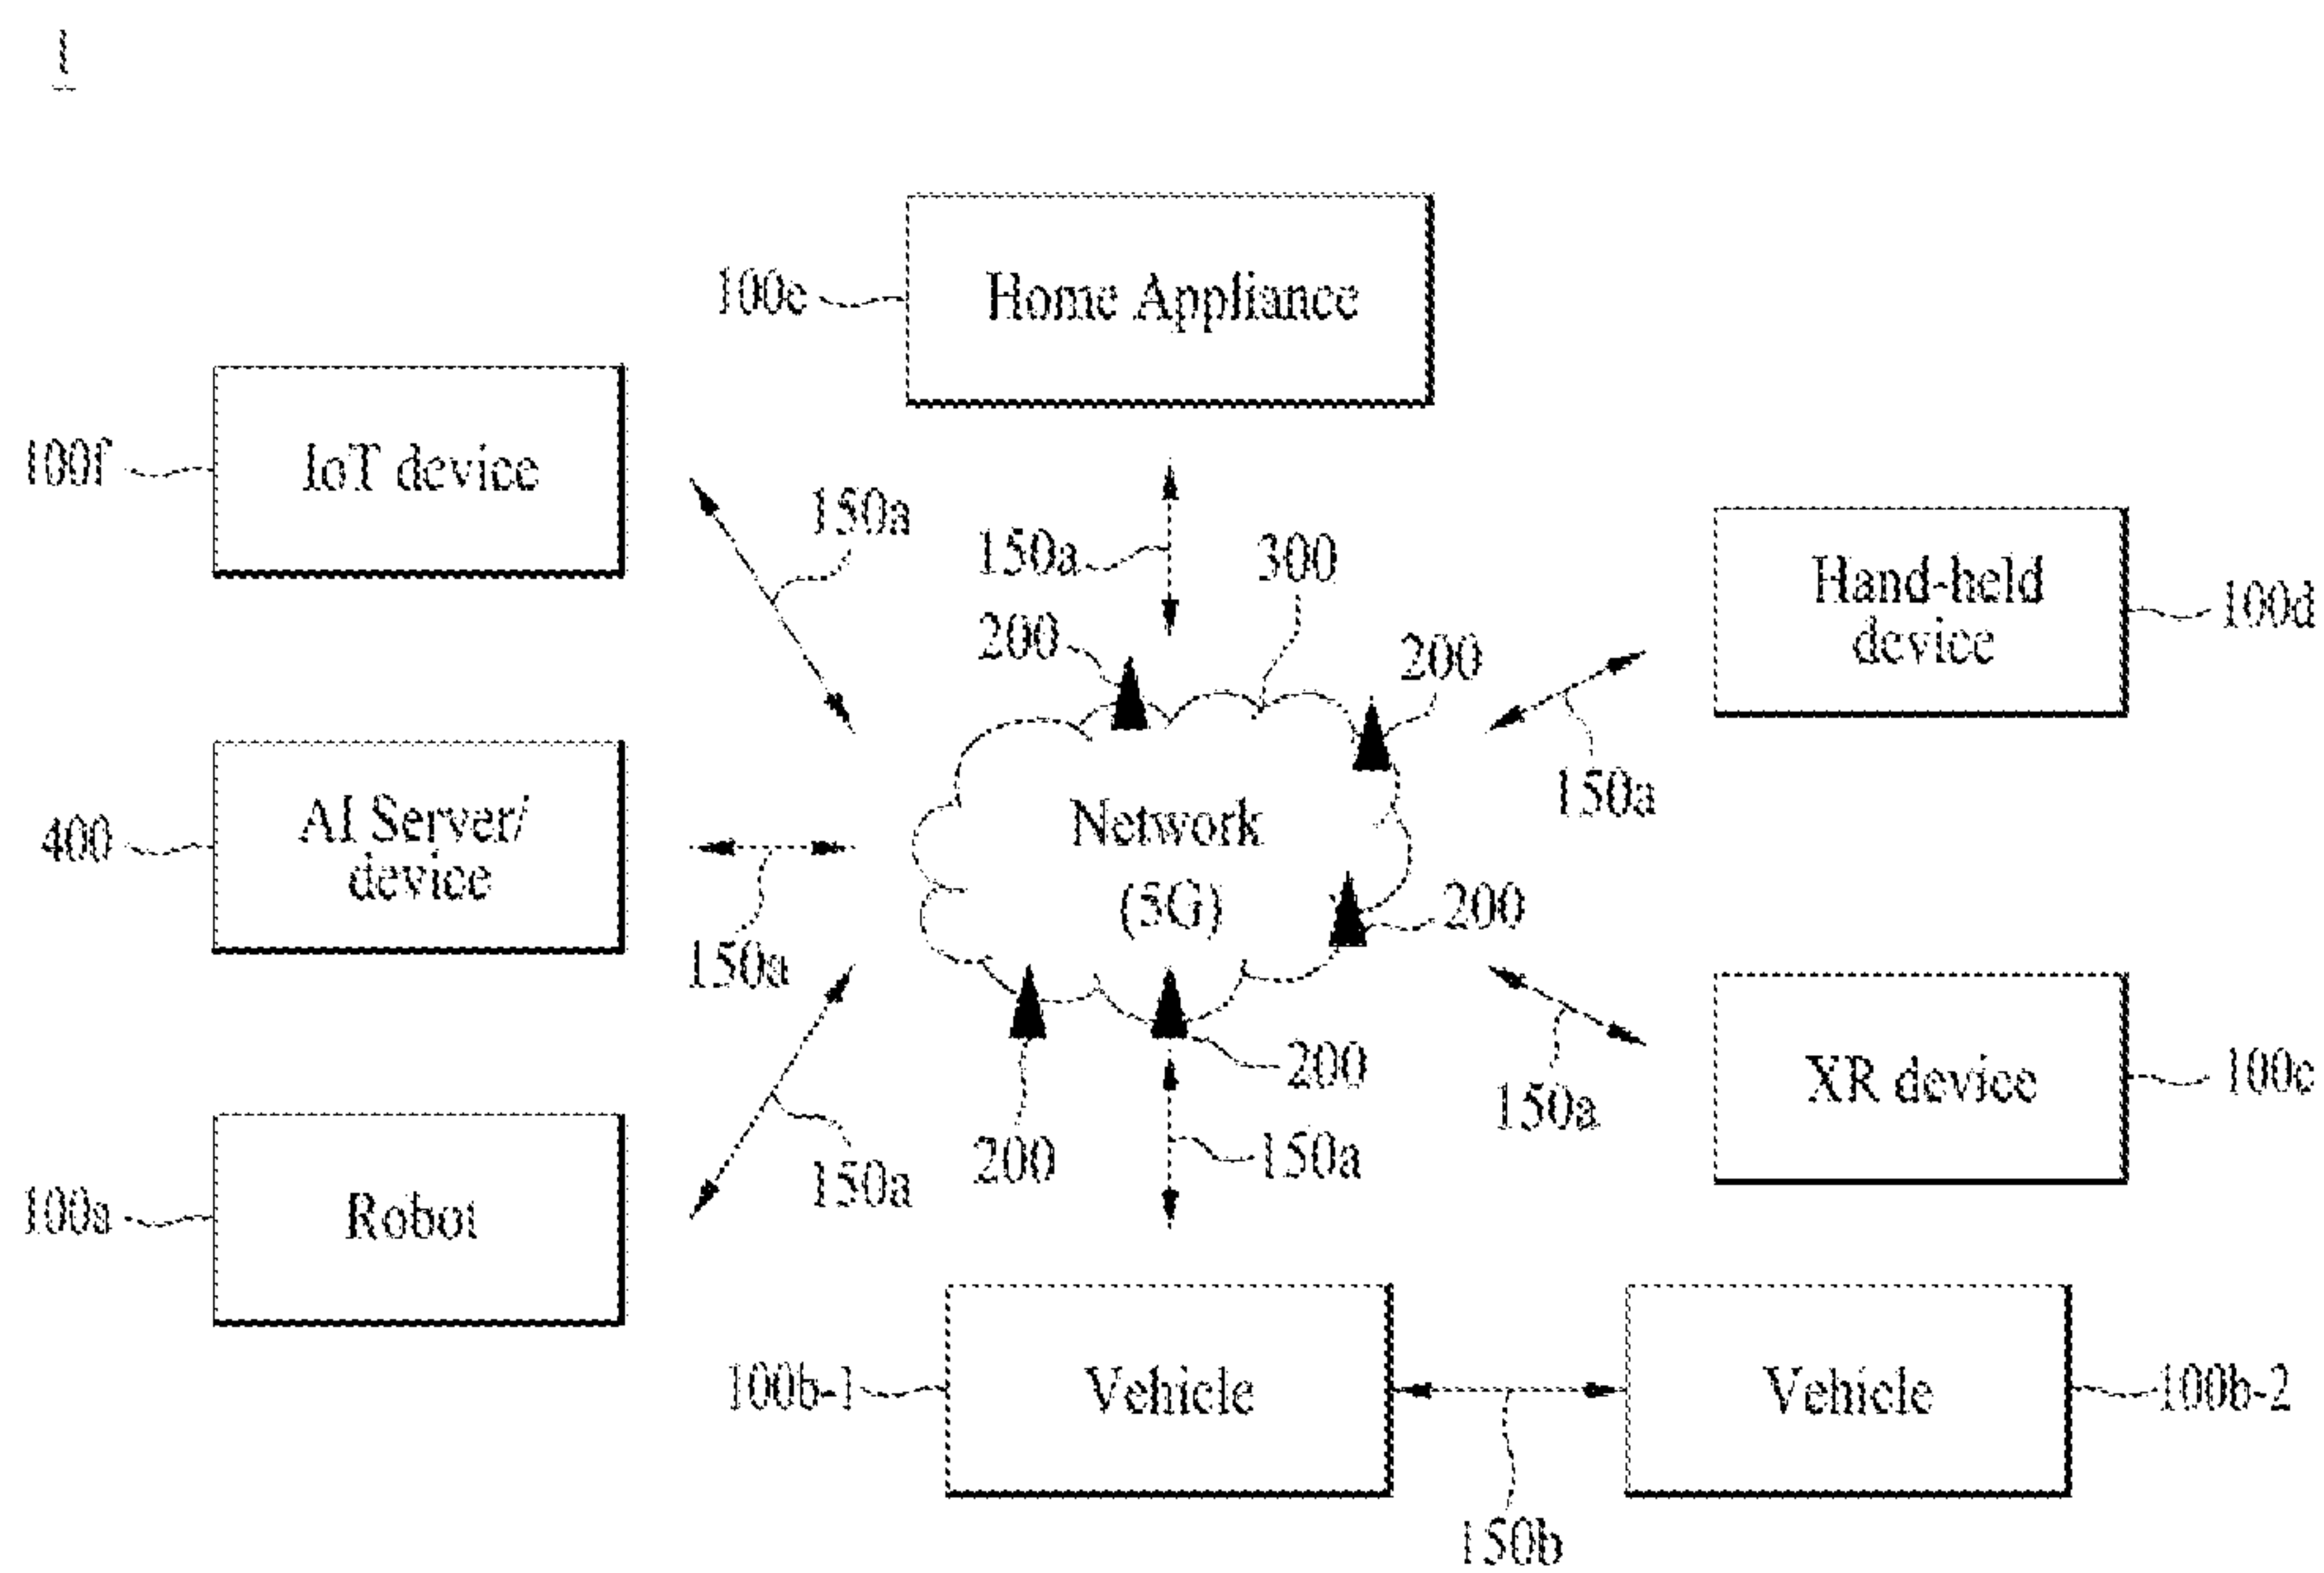 1
100e
Home Appliance
100f
IoT device
150a
150a
300
Hand-held
device
100d
200
200
150a
400
AI Server/
device
Network
(5G)
200
150a
XR device
100c
150a
200
200
150a
150a
100a
Robot
100b-1
Vehicle
Vehicle
100b-2
150b